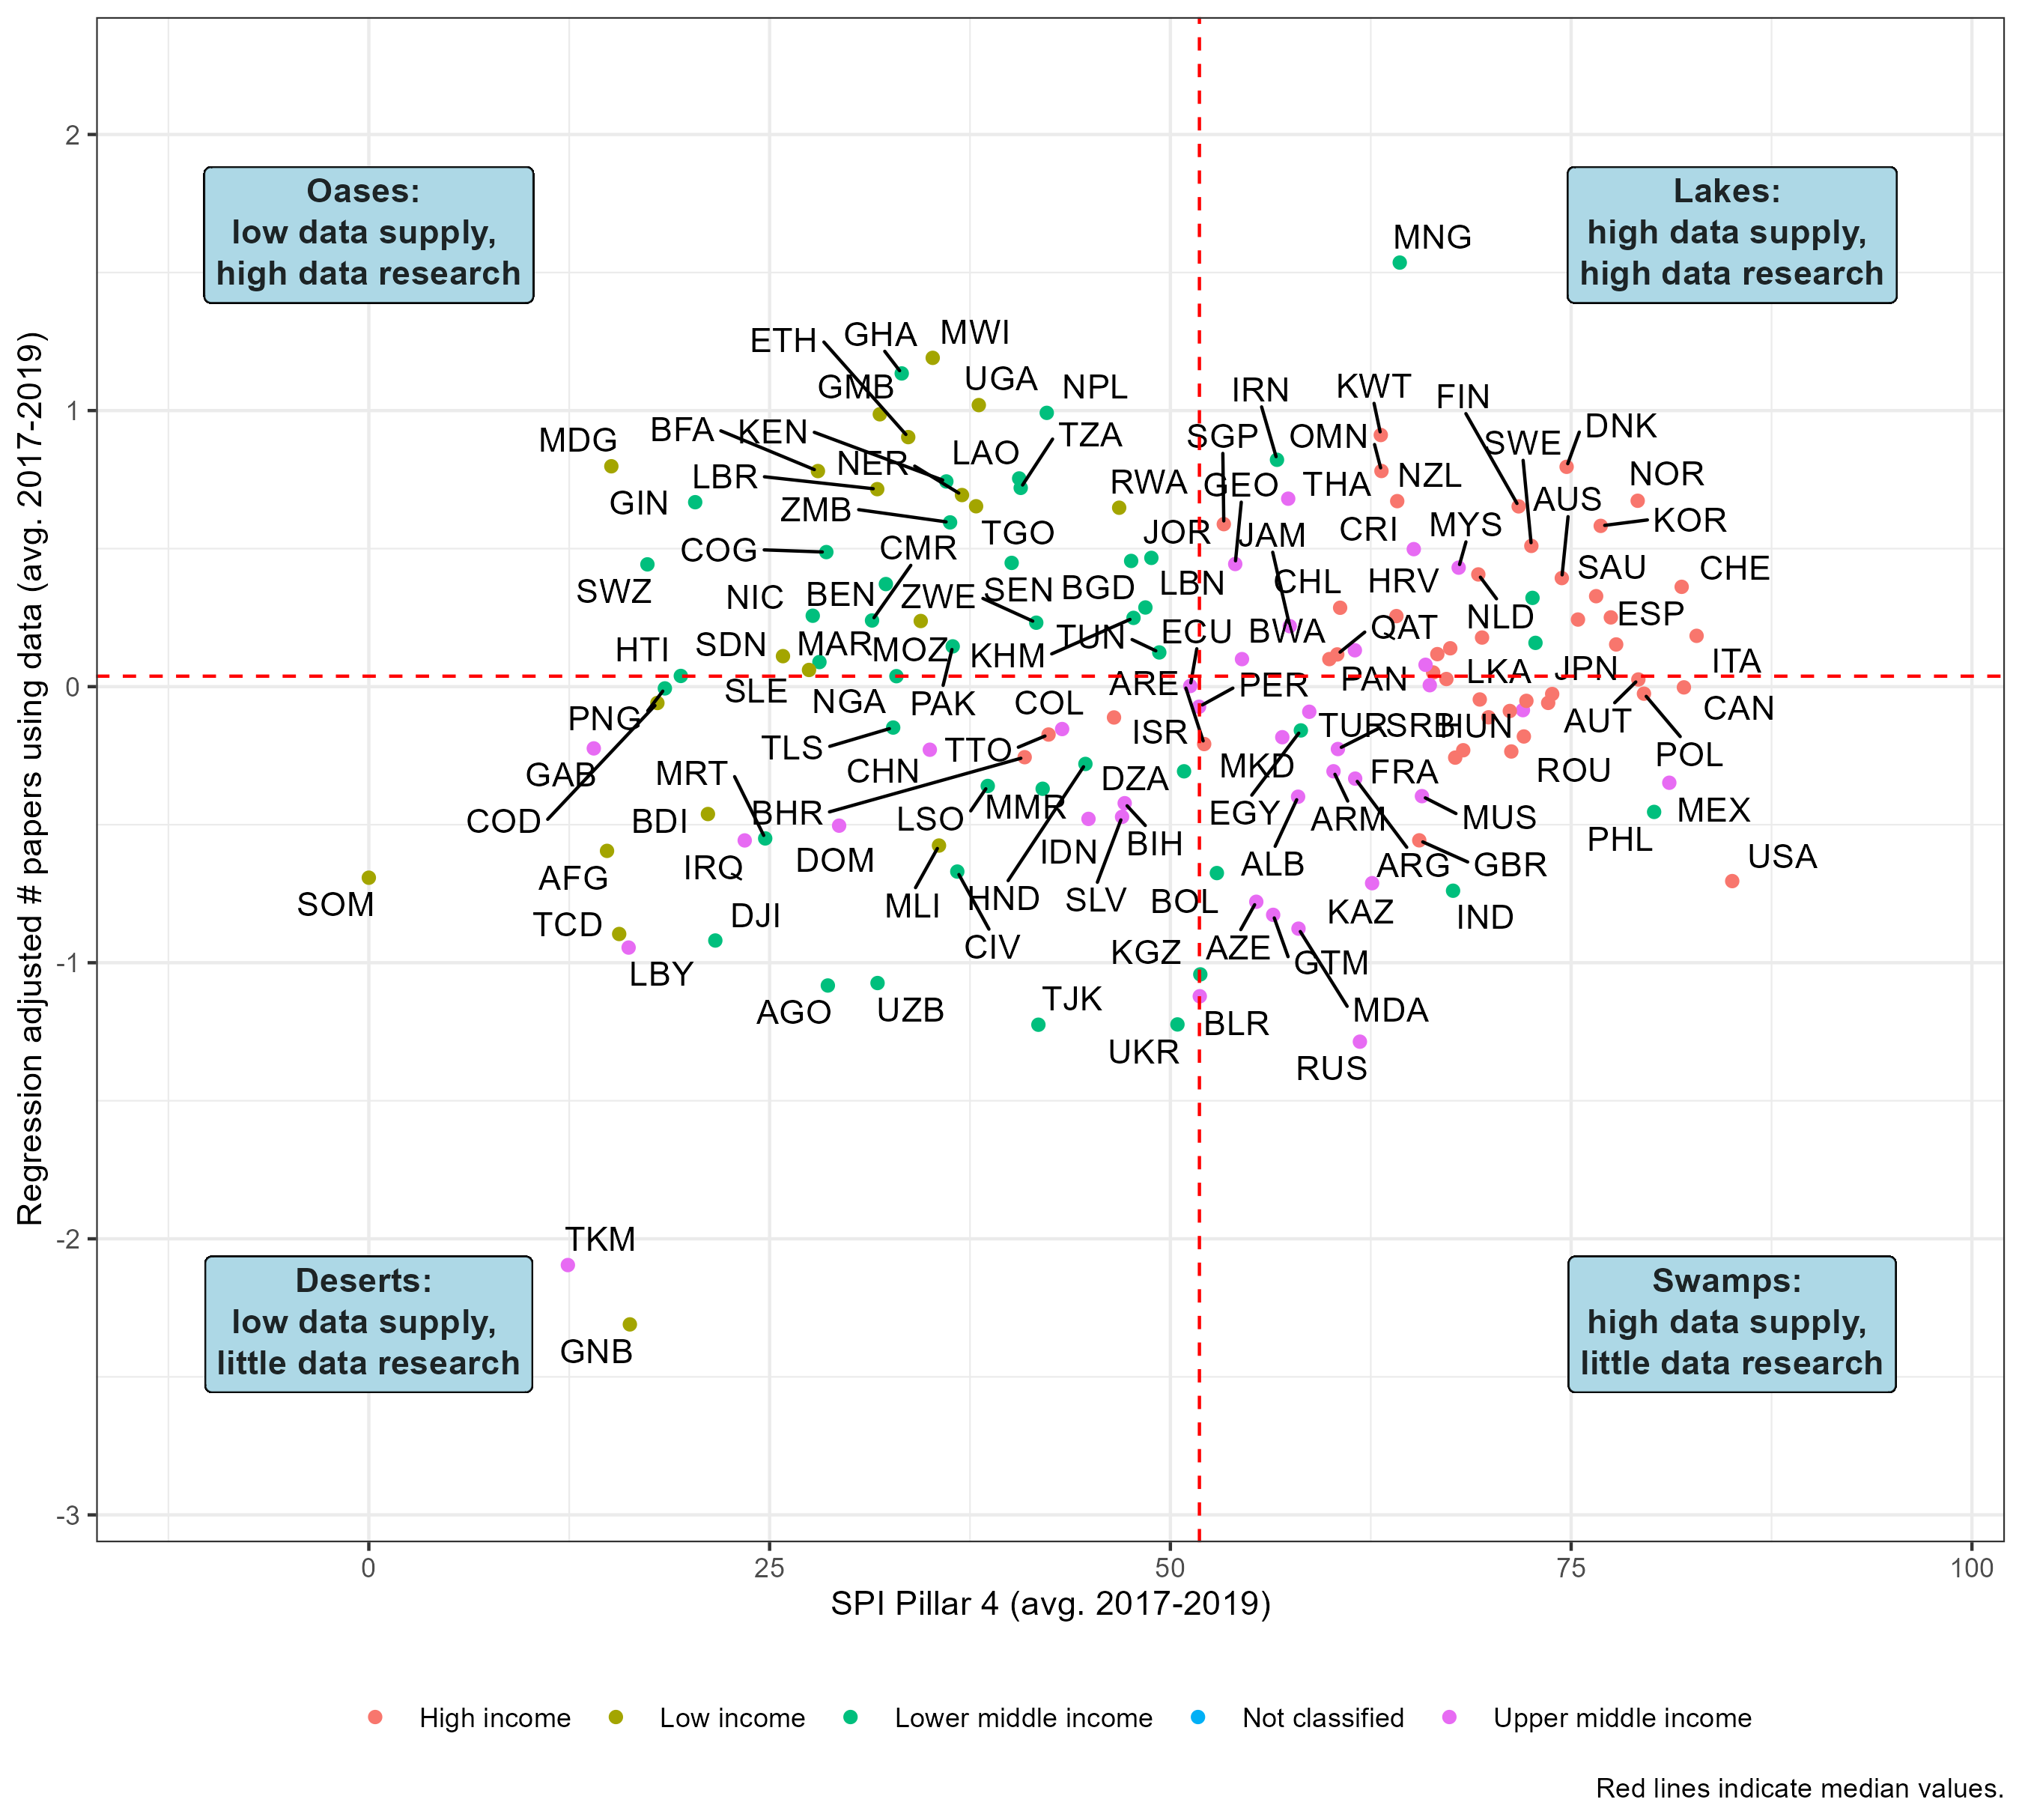 Oases:
low data supply,
high data research
Lakes:
high data supply,
high data research
MNG
ETH
GHA
MWI
GMB
UGA
NPL
IRN
KWT
FIN
MDG
BFA
KEN
NER
LAO
TZA
SGP
OMN
SWE
DNK
LBR
GIN
ZMB
RWA
GEO
THA
NZL
AUS
NOR
KOR
COG
CMR
TGO
JOR
JAM
CRI
MYS
SWZ
NIC
BEN
ZWE
SEN
BGD
LBN
CHL
HRV
SAU
CHE
NLD
ESP
HTI
SDN
MAR
MOZ
KHM
TUN
ECU
BWA
QAT
SLE
NGA
PAK
COL
ARE
PER
PAN
LKA
JPN
ITA
PNG
TLS
TTO
ISR
TUR
SRB
HUN
AUT
CAN
GAB
MRT
CHN
DZA
MKD
FRA
ROU
POL
COD
BDI
BHR
LSO
MMR
EGY
ARM
MUS
PHL
MEX
SOM
AFG
IRQ
DOM
IDN
BIH
ALB
ARG
GBR
USA
TCD
DJI
MLI
HND
SLV
BOL
KAZ
IND
LBY
CIV
KGZ
AZE
GTM
AGO
UZB
TJK
UKR
BLR
MDA
RUS
TKM
GNB
Deserts:
low data supply,
little data research
Swamps:
high data supply,
little data research
2
1
0
-1
-2
-3
Regression adjusted # papers using data (avg. 2017-2019)
0
25
50
75
100
SPI Pillar 4 (avg. 2017-2019)
High income
Low income
Lower middle income
Not classified
Upper middle income
Red lines indicate median values.